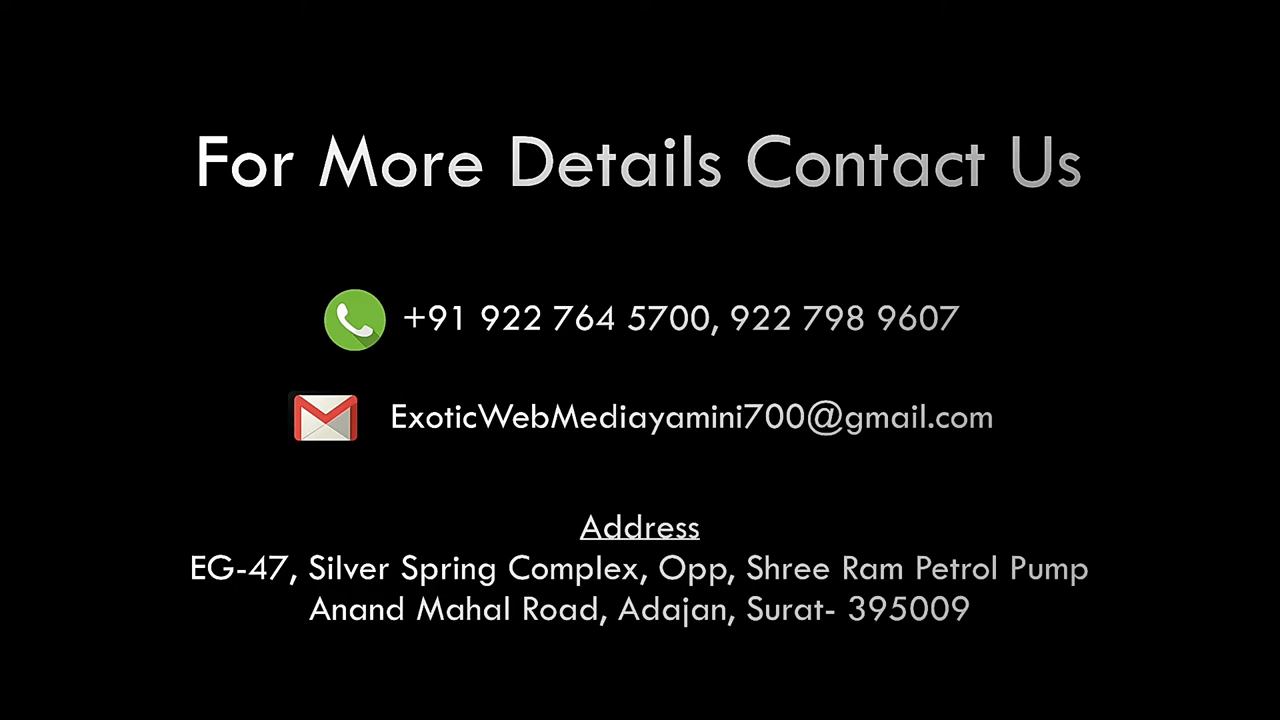 For More Details Contact Us
+91 922 764 5700, 922 798 9607
ExoticWebMediayamini700@gmail.com
Address
EG-47, Silver Spring Complex, Opp, Shree Ram Petrol Pump
Anand Mahal Road, Adajan, Surat- 395009